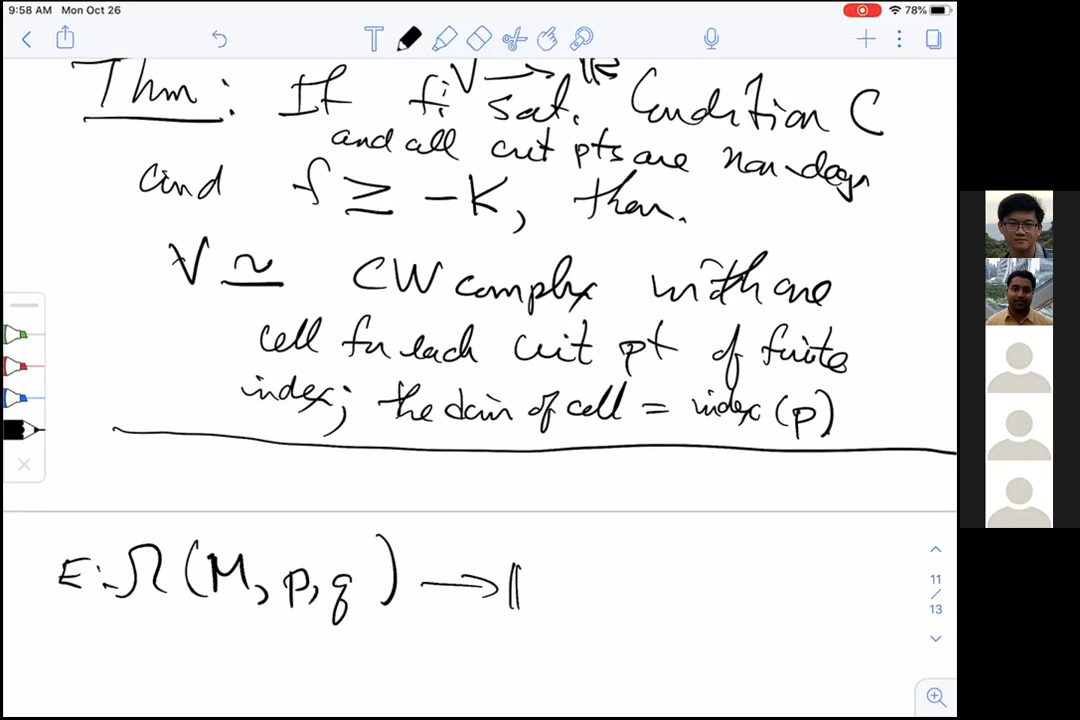 9:58 AM Mon Oct 26
78%
Thm: If f: V → ℝ sat. Condition C
and all crit pts are non-degn
and f ≥ -K, then.
V ≃ CW complex with one
cell for each crit pt of finite
index; the dim of cell = index (p)
E: Ω (M, p, q) →
11
/
13